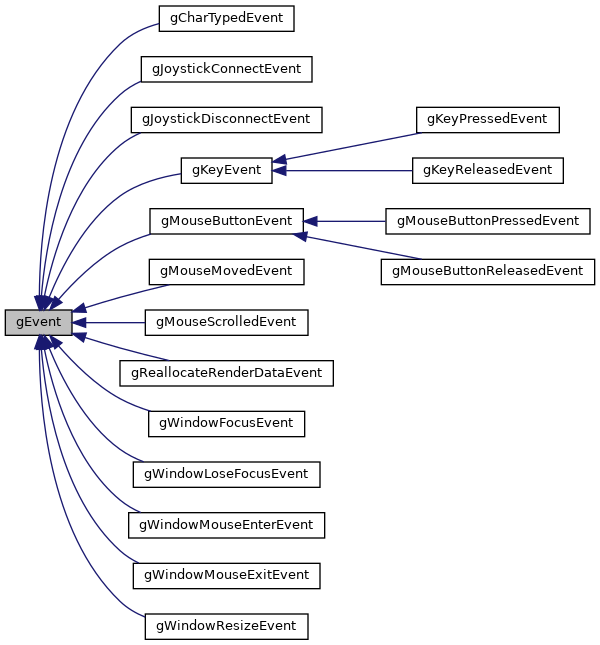 gCharTypedEvent
gJoystickConnectEvent
gJoystickDisconnectEvent
gKeyPressedEvent
gKeyEvent
gKeyReleasedEvent
gMouseButtonEvent
gMouseButtonPressedEvent
gMouseMovedEvent
gMouseButtonReleasedEvent
gEvent
gMouseScrolledEvent
gReallocateRenderDataEvent
gWindowFocusEvent
gWindowLoseFocusEvent
gWindowMouseEnterEvent
gWindowMouseExitEvent
gWindowResizeEvent